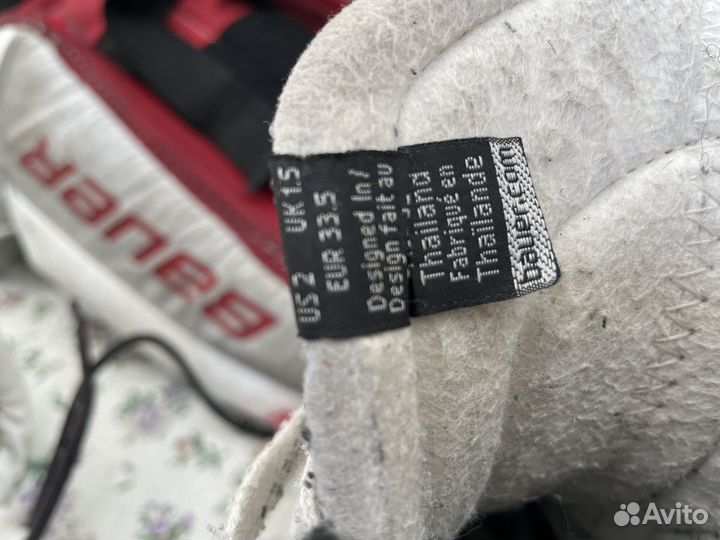 US 2 UK 1.5
EUR 33.5
Designed In/
Design fait au
Thailand
Fabriqué en
Thaïlande
bauer.com
BAUER
Avito